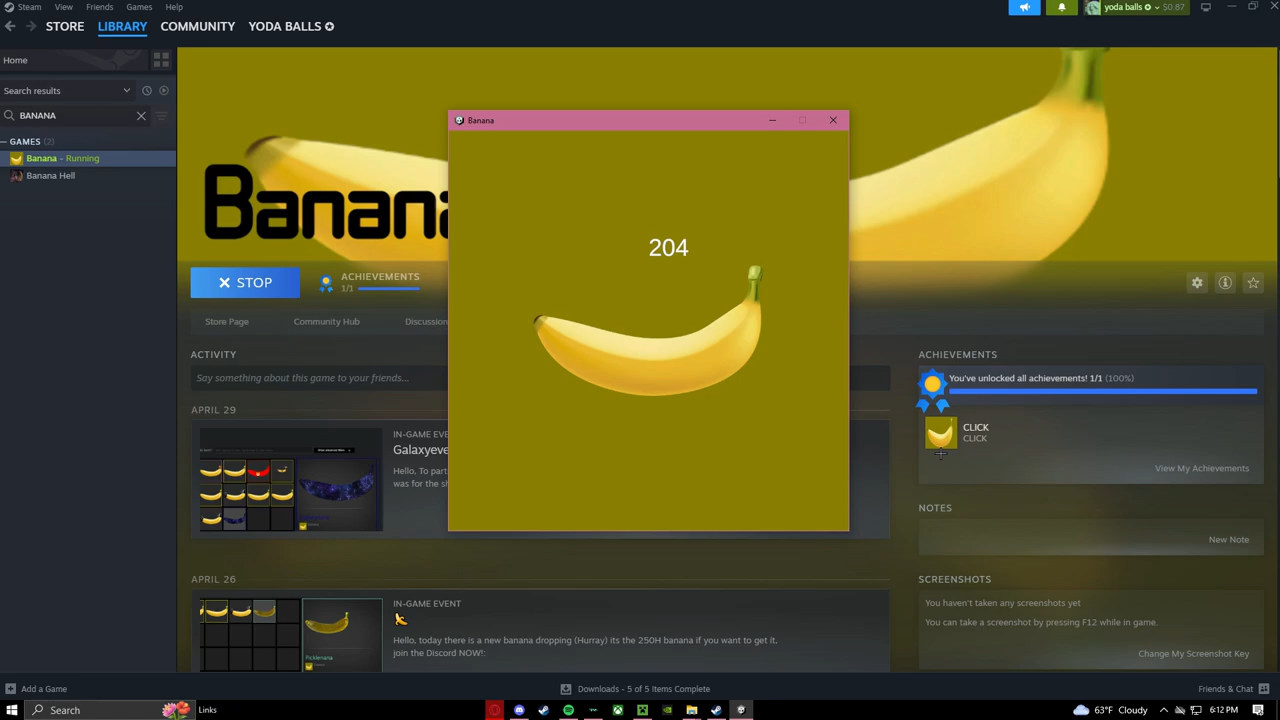 Steam View Friends Games Help
yoda balls $0.87
STORE LIBRARY COMMUNITY YODA BALLS
Home
Search results
BANANA
GAMES (2)
Banana - Running
Banana Hell
Banana
Banana
204
STOP
ACHIEVEMENTS
1/1
Store Page Community Hub Discussion
ACTIVITY
Say something about this game to your friends...
APRIL 29
IN-GAME EVE
Galaxyeve
Hello, To part
was for the sh
APRIL 26
IN-GAME EVENT
Hello, today there is a new banana dropping (Hurray) its the 250H banana if you want to get it,
join the Discord NOW!:
Picklenana
ACHIEVEMENTS
You've unlocked all achievements! 1/1 (100%)
CLICK
CLICK
View My Achievements
NOTES
New Note
SCREENSHOTS
You haven't taken any screenshots yet
You can take a screenshot by pressing F12 while in game.
Change My Screenshot Key
Add a Game
Downloads - 5 of 5 Items Complete
Friends & Chat
Search
Links
63°F Cloudy
6:12 PM